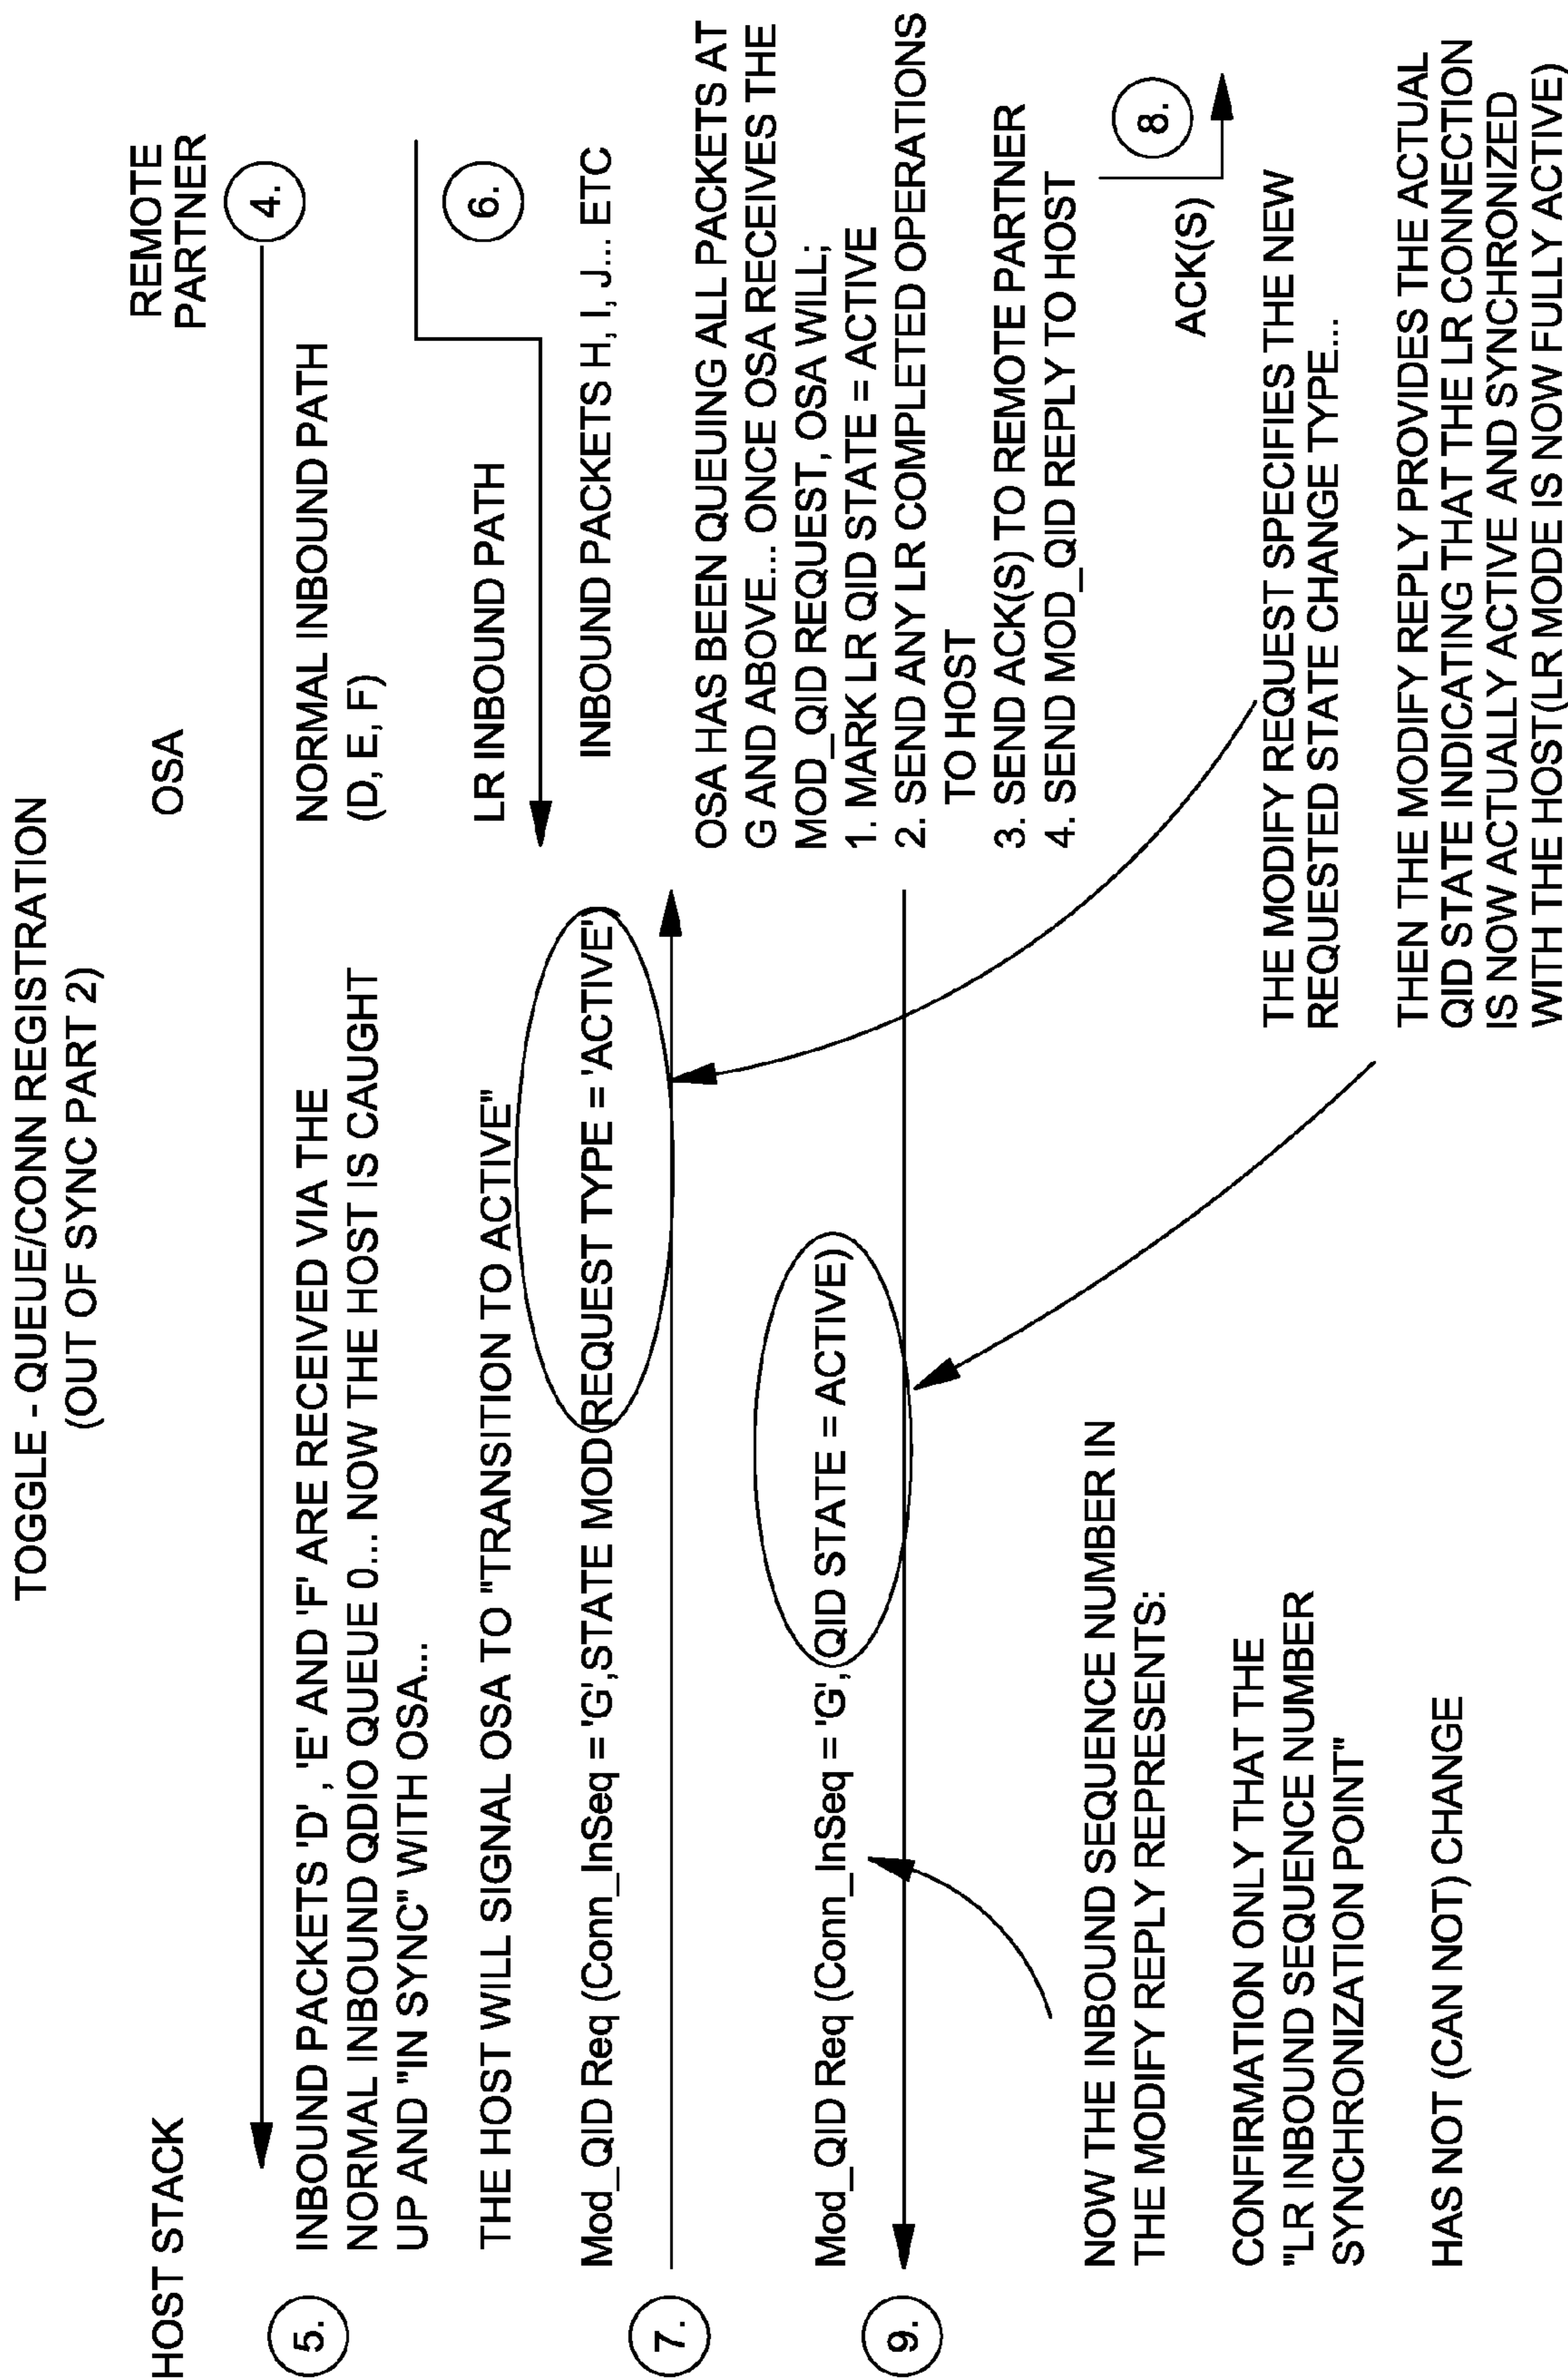 TOGGLE - QUEUE/CONN REGISTRATION
(OUT OF SYNC PART 2)
HOST STACK
OSA
REMOTE
PARTNER
4.
5.
INBOUND PACKETS 'D', 'E' AND 'F' ARE RECEIVED VIA THE
NORMAL INBOUND QDIO QUEUE 0... NOW THE HOST IS CAUGHT
UP AND "IN SYNC" WITH OSA...
NORMAL INBOUND PATH
(D, E, F)
THE HOST WILL SIGNAL OSA TO "TRANSITION TO ACTIVE"
LR INBOUND PATH
6.
INBOUND PACKETS H, I, J... ETC
7.
Mod_QID Req (Conn_InSeq = 'G',STATE MOD(REQUEST TYPE = 'ACTIVE'
OSA HAS BEEN QUEUING ALL PACKETS AT
G AND ABOVE... ONCE OSA RECEIVES THE
MOD_QID REQUEST, OSA WILL;
1. MARK LR QID STATE = ACTIVE
2. SEND ANY LR COMPLETED OPERATIONS
TO HOST
3. SEND ACK(S) TO REMOTE PARTNER
4. SEND MOD_QID REPLY TO HOST
9.
Mod_QID Req (Conn_InSeq = 'G', QID STATE = ACTIVE)
8.
ACK(S)
NOW THE INBOUND SEQUENCE NUMBER IN
THE MODIFY REPLY REPRESENTS:
CONFIRMATION ONLY THAT THE
"LR INBOUND SEQUENCE NUMBER
SYNCHRONIZATION POINT"
HAS NOT (CAN NOT) CHANGE
THE MODIFY REQUEST SPECIFIES THE NEW
REQUESTED STATE CHANGE TYPE...
THEN THE MODIFY REPLY PROVIDES THE ACTUAL
QID STATE INDICATING THAT THE LR CONNECTION
IS NOW ACTUALLY ACTIVE AND SYNCHRONIZED
WITH THE HOST(LR MODE IS NOW FULLY ACTIVE)